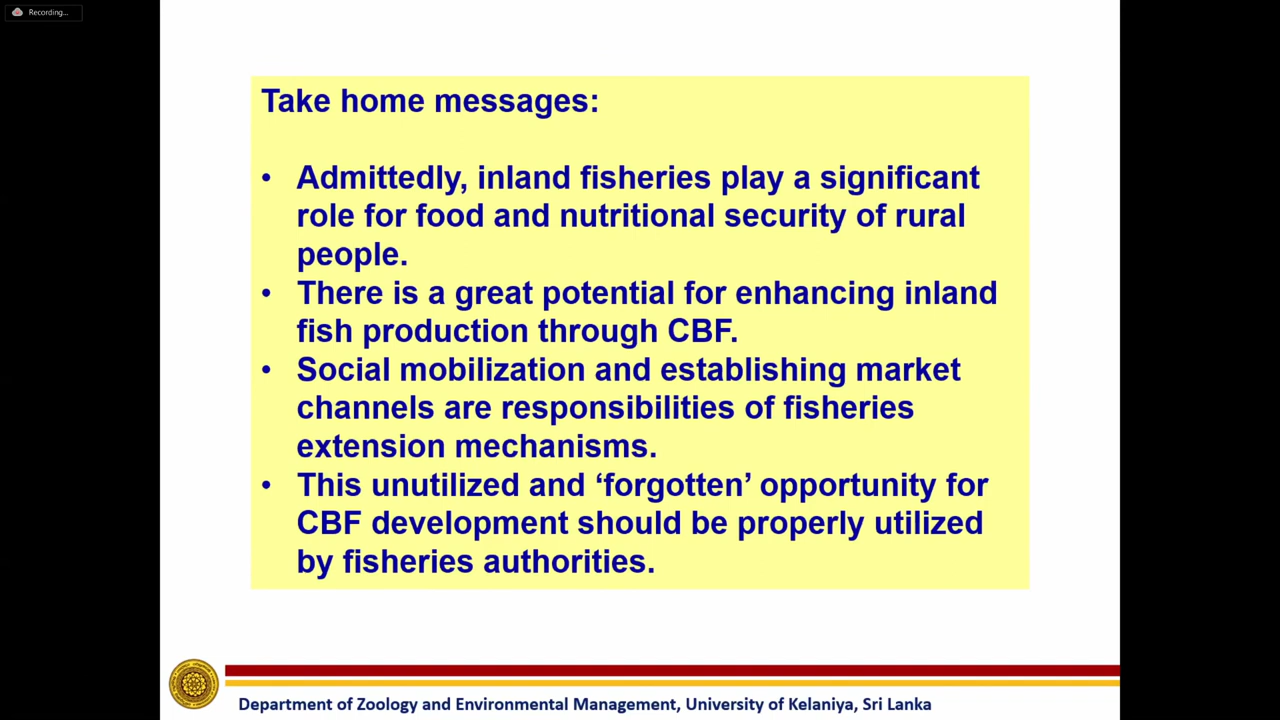 Recording...
Take home messages:
• Admittedly, inland fisheries play a significant
role for food and nutritional security of rural
people.
• There is a great potential for enhancing inland
fish production through CBF.
• Social mobilization and establishing market
channels are responsibilities of fisheries
extension mechanisms.
• This unutilized and ‘forgotten’ opportunity for
CBF development should be properly utilized
by fisheries authorities.
Department of Zoology and Environmental Management, University of Kelaniya, Sri Lanka